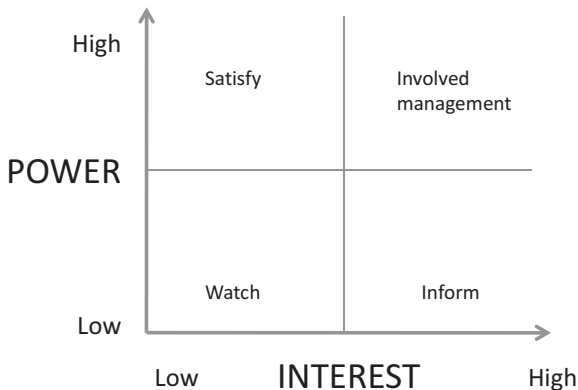 High
Satisfy
Involved
management
POWER
Watch
Inform
Low
Low
INTEREST
High